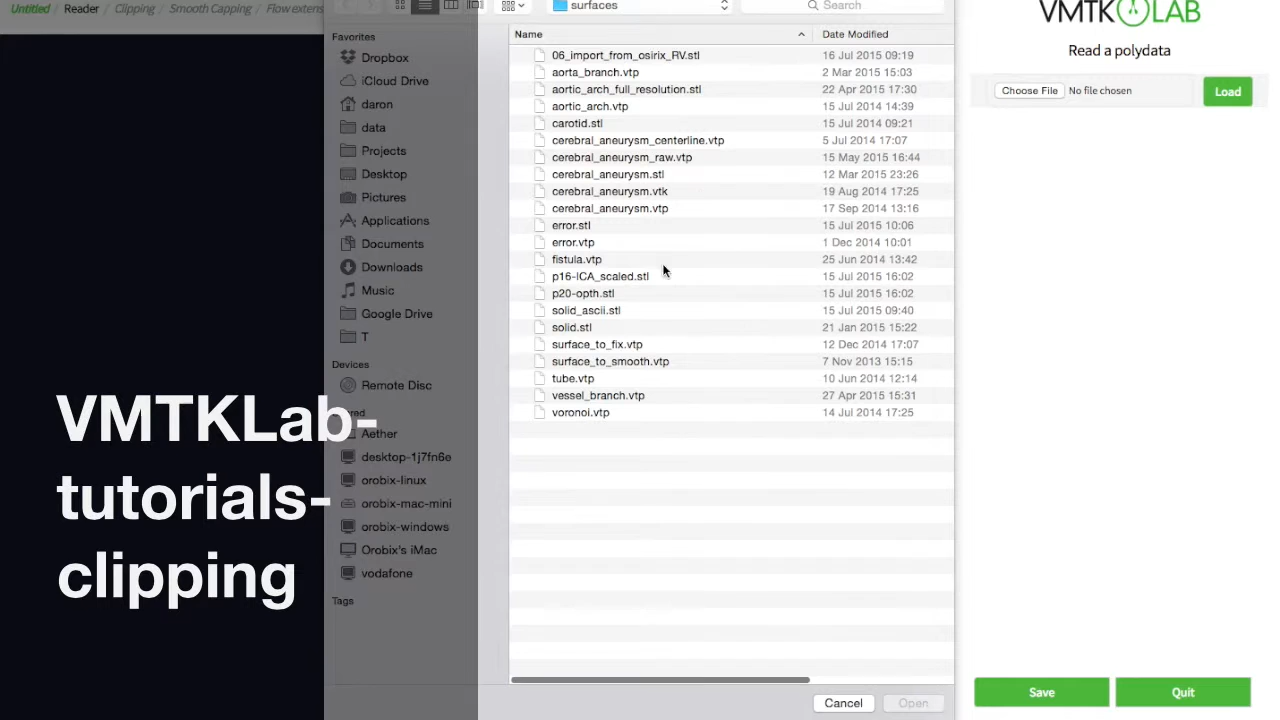 Untitled / Reader / Clipping / Smooth Capping / Flow exten
surfaces
Search
VMTK LAB
Read a polydata
Choose File No file chosen
Load
Favorites
Dropbox
iCloud Drive
daron
data
Projects
Desktop
Pictures
Applications
Documents
Downloads
Music
Google Drive
T
Devices
Remote Disc
Aether
desktop-1j7fn6e
orobix-linux
orobix-mac-mini
orobix-windows
Orobix's iMac
vodafone
Tags
Name Date Modified
06_import_from_osirix_RV.stl 16 Jul 2015 09:19
aorta_branch.vtp 2 Mar 2015 15:03
aortic_arch_full_resolution.stl 22 Apr 2015 17:30
aortic_arch.vtp 15 Jul 2014 14:39
carotid.stl 15 Jul 2014 09:21
cerebral_aneurysm_centerline.vtp 5 Jul 2014 17:07
cerebral_aneurysm_raw.vtp 15 May 2015 16:44
cerebral_aneurysm.stl 12 Mar 2015 23:26
cerebral_aneurysm.vtk 19 Aug 2014 17:25
cerebral_aneurysm.vtp 17 Sep 2014 13:16
error.stl 15 Jul 2015 10:06
error.vtp 1 Dec 2014 10:01
fistula.vtp 25 Jun 2014 13:42
p16-ICA_scaled.stl 15 Jul 2015 16:02
p20-opth.stl 15 Jul 2015 16:02
solid_ascii.stl 15 Jul 2015 09:40
solid.stl 21 Jan 2015 15:22
surface_to_fix.vtp 12 Dec 2014 17:07
surface_to_smooth.vtp 7 Nov 2013 15:15
tube.vtp 10 Jun 2014 12:14
vessel_branch.vtp 27 Apr 2015 15:31
voronoi.vtp 14 Jul 2014 17:25
VMTKLab-
tutorials-
clipping
Cancel
Open
Save
Quit